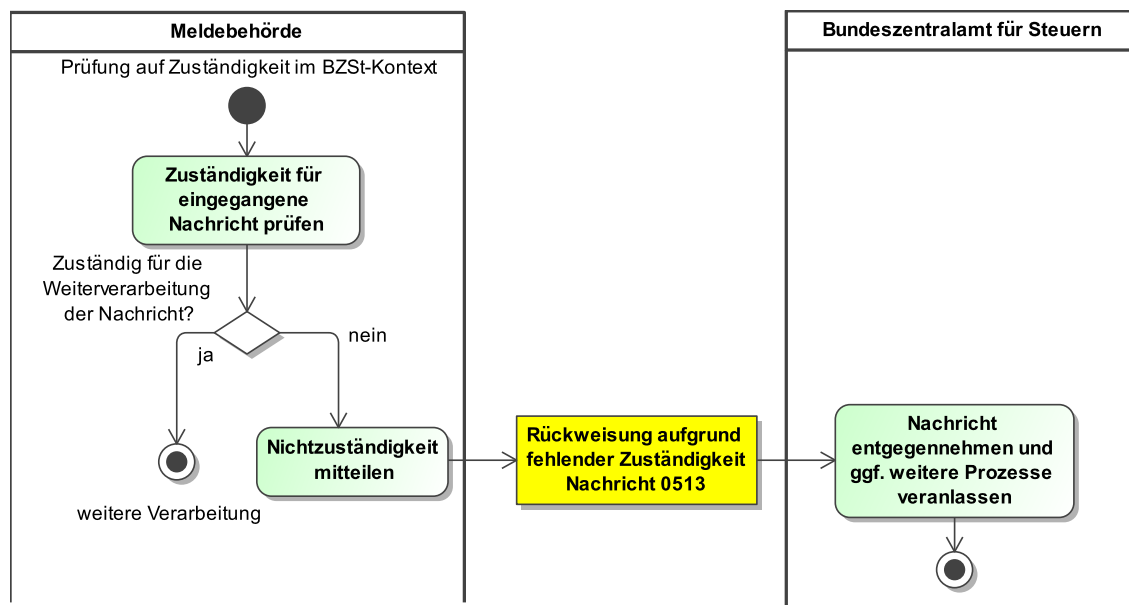 Meldebehörde
Bundeszentralamt für Steuern
Prüfung auf Zuständigkeit im BZSt-Kontext
Zuständigkeit für
eingegangene
Nachricht prüfen
Zuständig für die
Weiterverarbeitung
der Nachricht?
ja
nein
Nichtzuständigkeit
mitteilen
weitere Verarbeitung
Rückweisung aufgrund
fehlender Zuständigkeit
Nachricht 0513
Nachricht
entgegennehmen und
ggf. weitere Prozesse
veranlassen